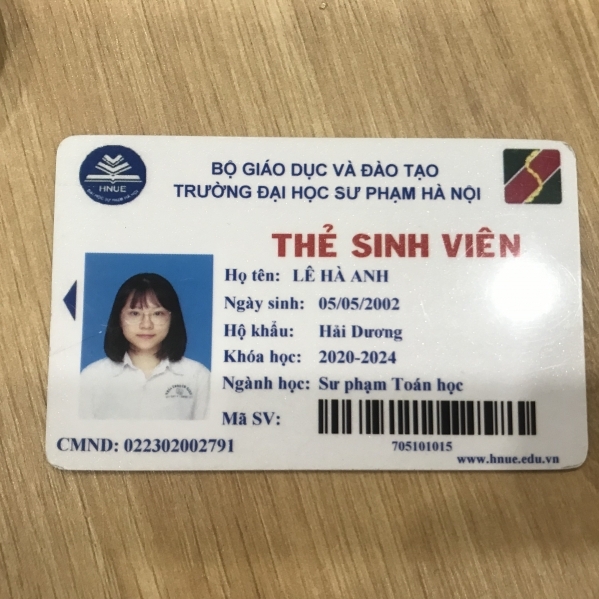 HNUE
BỘ GIÁO DỤC VÀ ĐÀO TẠO
TRƯỜNG ĐẠI HỌC SƯ PHẠM HÀ NỘI
THẺ SINH VIÊN
Họ tên: LÊ HÀ ANH
Ngày sinh: 05/05/2002
Hộ khẩu: Hải Dương
Khóa học: 2020-2024
Ngành học: Sư phạm Toán học
Mã SV:
CMND: 022302002791
705101015
www.hnue.edu.vn